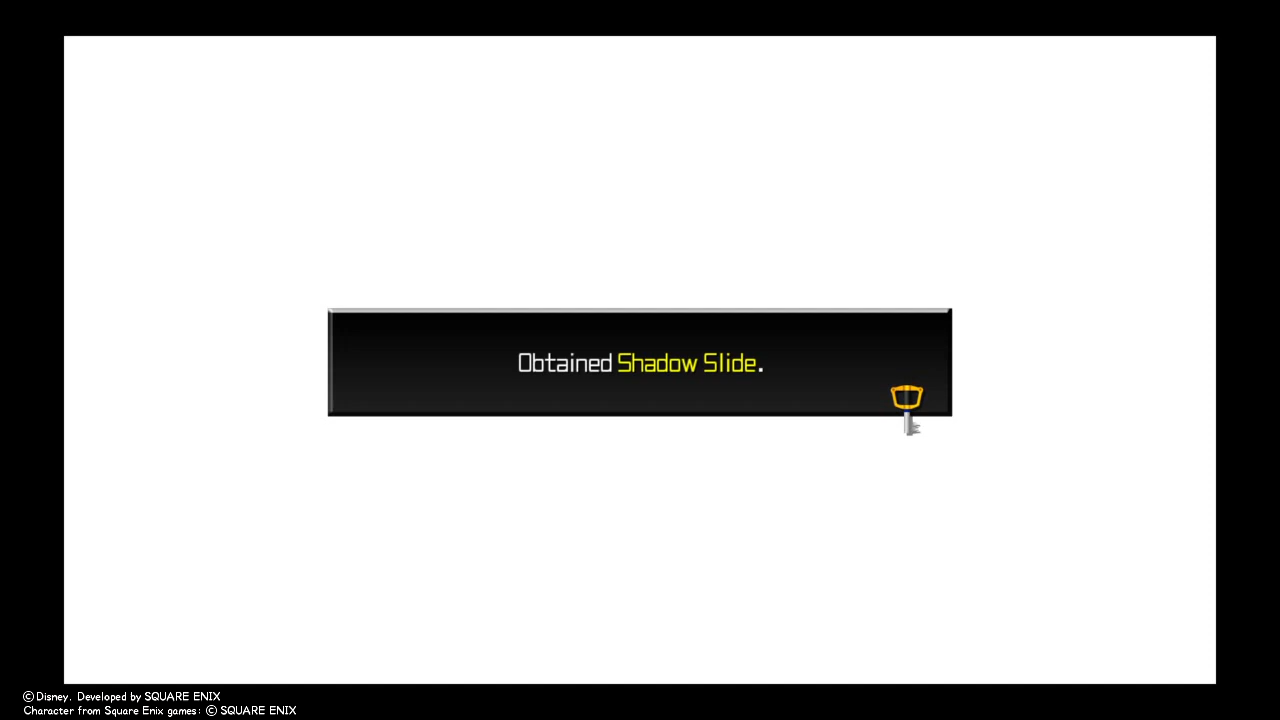 Obtained Shadow Slide.
©Disney. Developed by SQUARE ENIX
Character from Square Enix games: © SQUARE ENIX